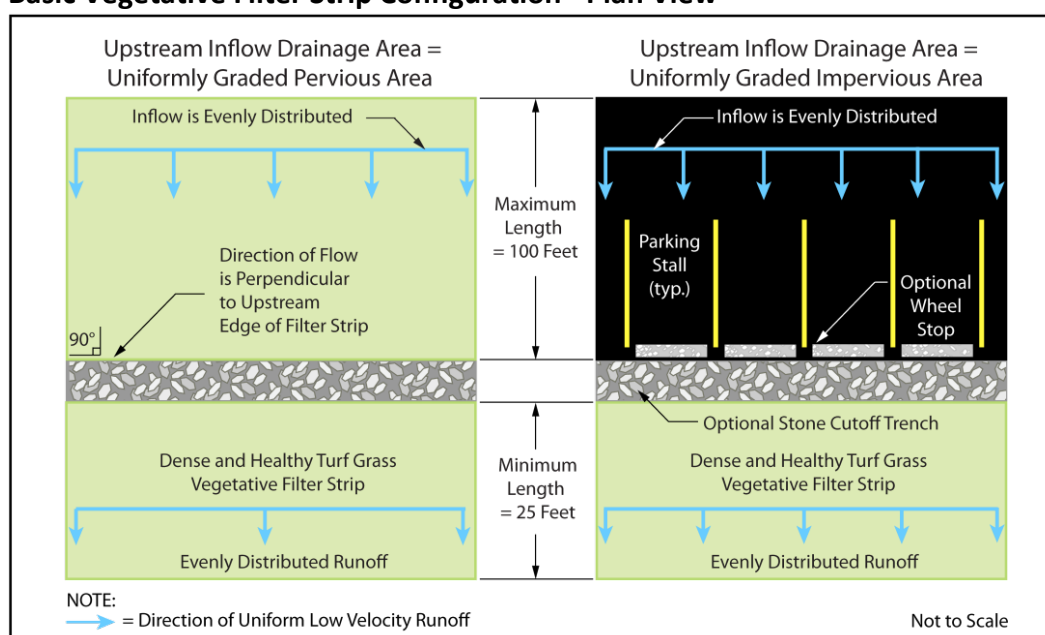 Basic Vegetative Filter Strip Configuration - Plan View
Upstream Inflow Drainage Area =
Uniformly Graded Pervious Area
Inflow is Evenly Distributed
Direction of Flow
is Perpendicular
to Upstream
Edge of Filter Strip
90°
Dense and Healthy Turf Grass
Vegetative Filter Strip
Evenly Distributed Runoff
Maximum
Length
= 100 Feet
Minimum
Length
= 25 Feet
Upstream Inflow Drainage Area =
Uniformly Graded Impervious Area
Inflow is Evenly Distributed
Parking
Stall
(typ.)
Optional
Wheel
Stop
Optional Stone Cutoff Trench
Dense and Healthy Turf Grass
Vegetative Filter Strip
Evenly Distributed Runoff
NOTE:
= Direction of Uniform Low Velocity Runoff
Not to Scale